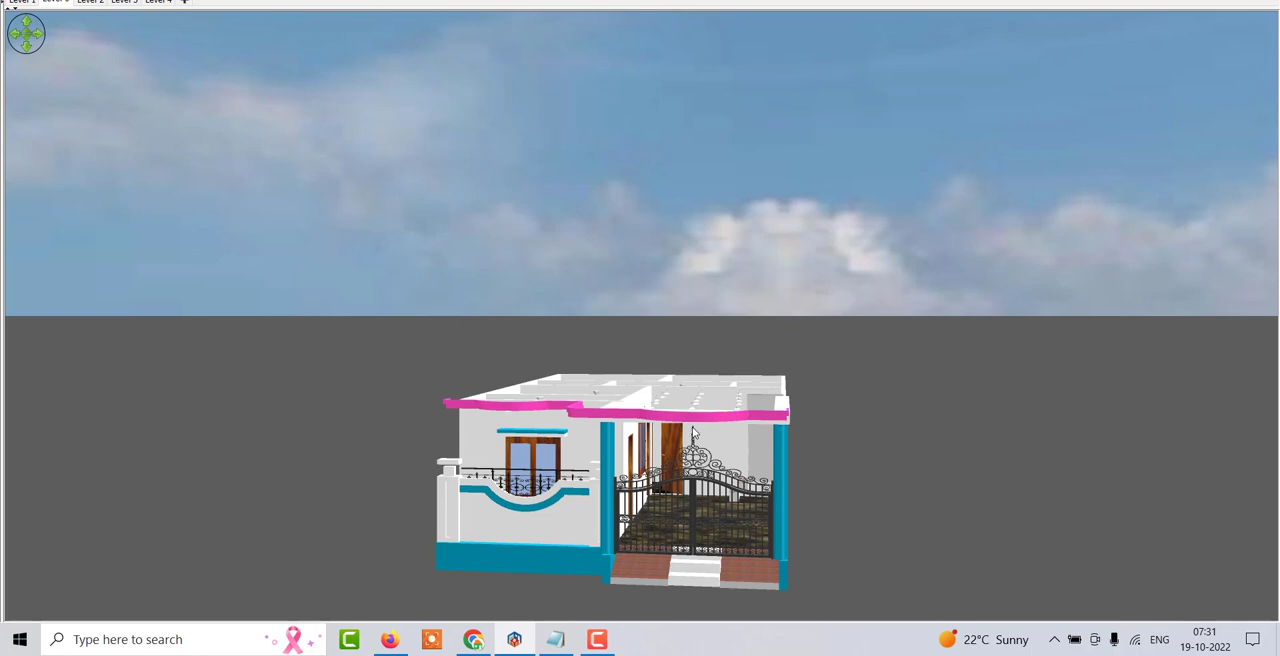 Level 1 Level 2 Level 3 Level 4
Type here to search
22°C Sunny
ENG
07:31
19-10-2022